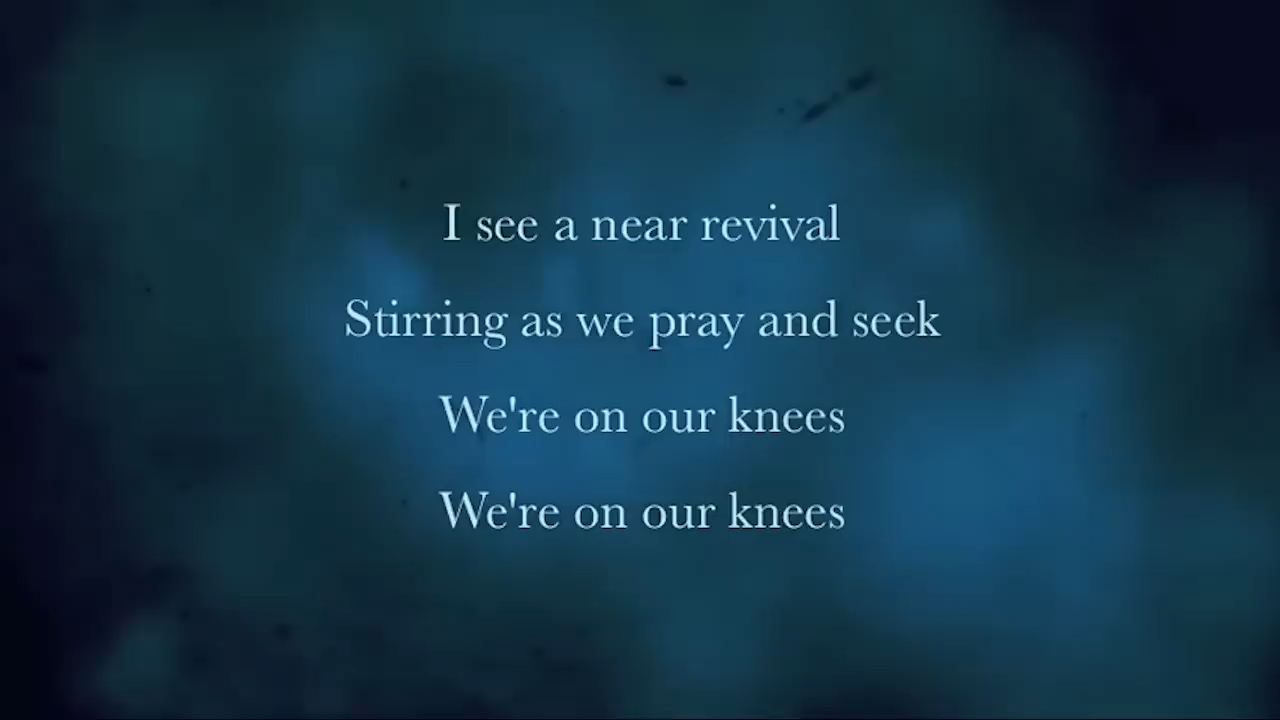 I see a near revival
Stirring as we pray and seek
We're on our knees
We're on our knees